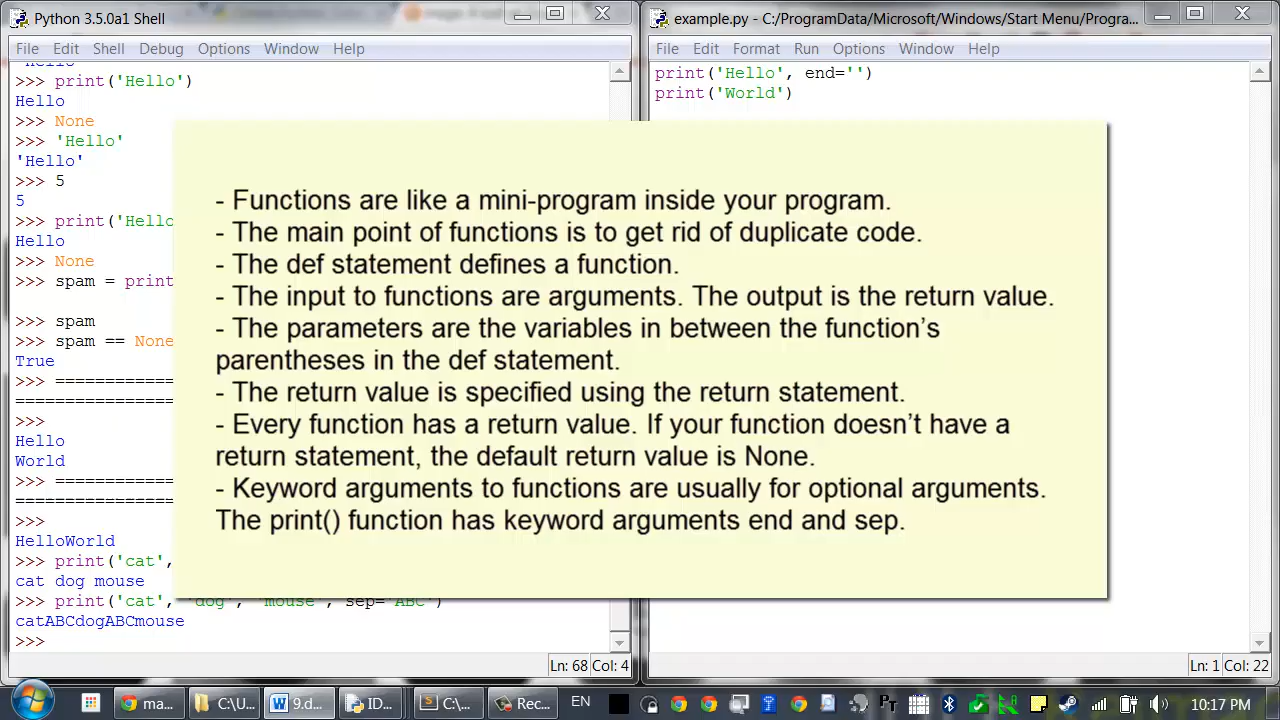 Python 3.5.0a1 Shell
File Edit Shell Debug Options Window Help
>>> print('Hello')
Hello
>>> None
>>> 'Hello'
'Hello'
>>> 5
5
>>> print('Hello
Hello
>>> None
>>> spam = print
>>> spam
>>> spam == None
True
>>> =============
================
>>>
Hello
World
>>> =============
================
>>>
HelloWorld
>>> print('cat',
cat dog mouse
>>> print('cat', 'dog', 'mouse', sep='ABC')
catABCdogABCmouse
>>>
Ln: 68 Col: 4
example.py - C:/ProgramData/Microsoft/Windows/Start Menu/Progra...
File Edit Format Run Options Window Help
print('Hello', end='')
print('World')
Ln: 1 Col: 22
- Functions are like a mini-program inside your program.
- The main point of functions is to get rid of duplicate code.
- The def statement defines a function.
- The input to functions are arguments. The output is the return value.
- The parameters are the variables in between the function’s
parentheses in the def statement.
- The return value is specified using the return statement.
- Every function has a return value. If your function doesn’t have a
return statement, the default return value is None.
- Keyword arguments to functions are usually for optional arguments.
The print() function has keyword arguments end and sep.
ma... C:\U... 9.d... ID... C:\... Rec... EN 10:17 PM